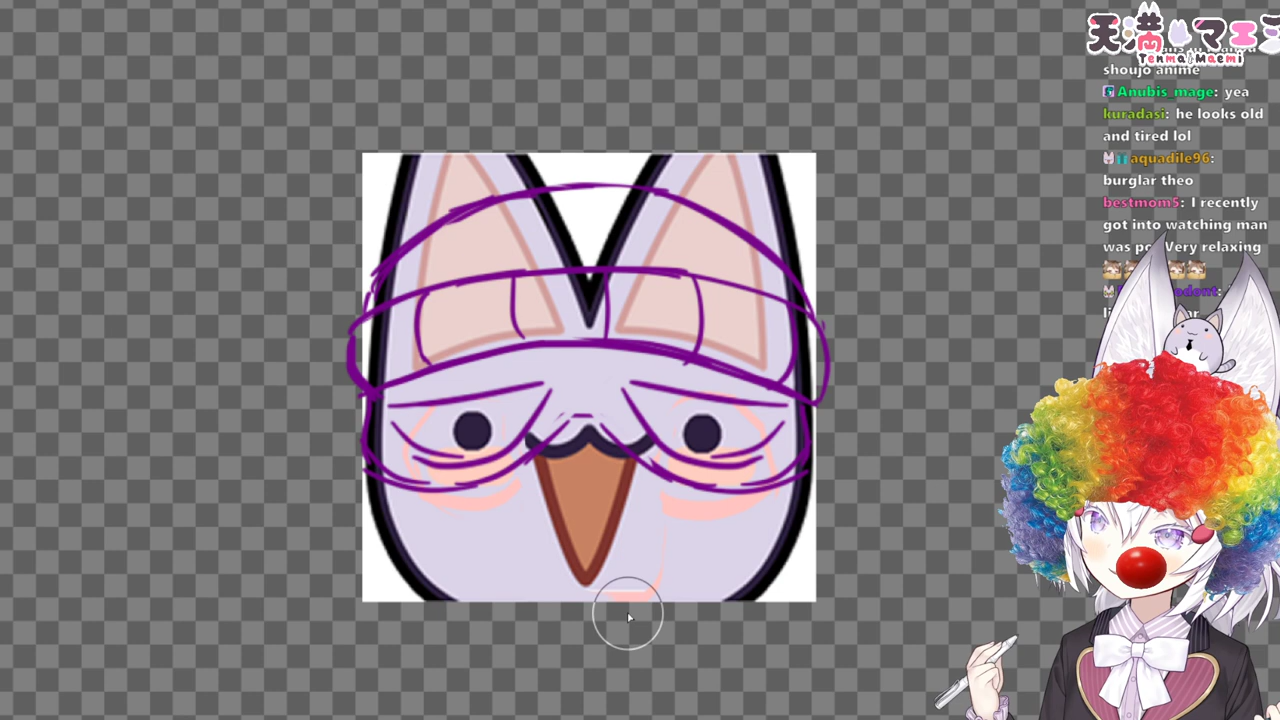 天満マエミ
Tenma Maemi
shoujo anime
Anubis_mage: yea
kuradasi: he looks old
and tired lol
aquadile96:
burglar theo
bestmom5: I recently
got into watching man
was po Very relaxing
odont: